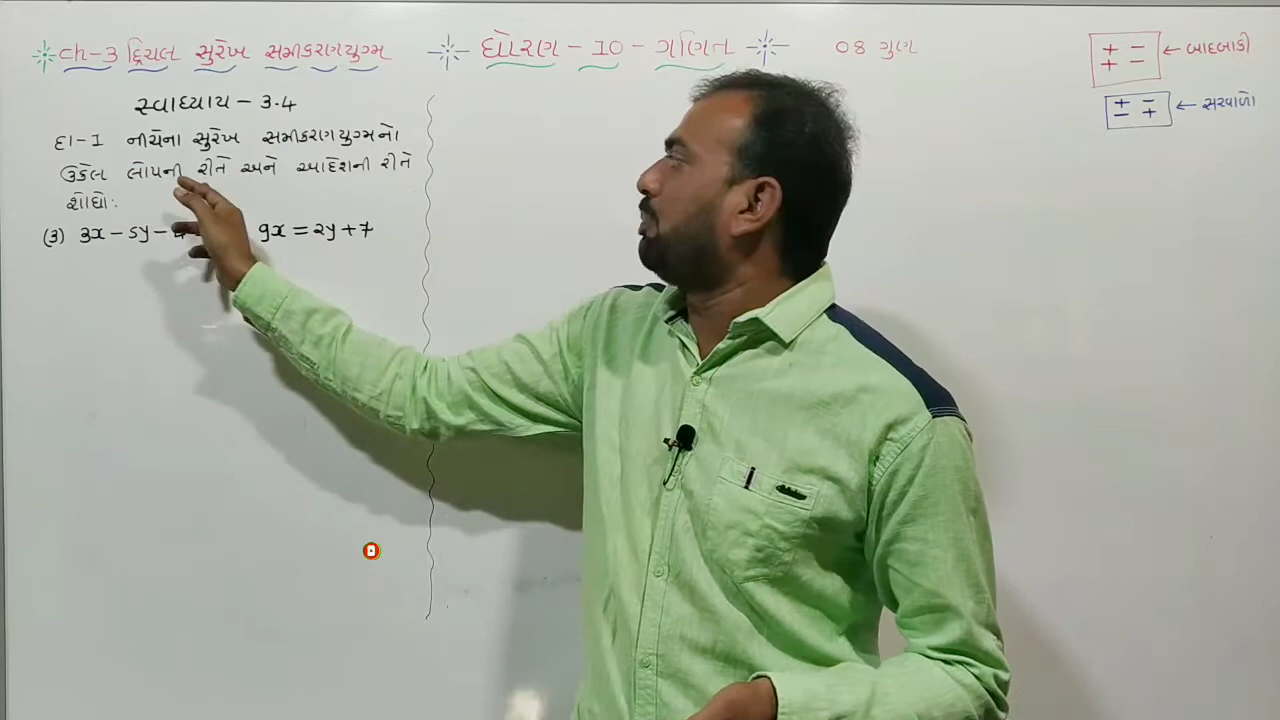 Ch-3 દ્વિચલ સુરેખ સમીકરણયુગ્મ
ધોરણ - 10 - ગણિત
08 ગુણ
+ - ← બાદબાકી
+ -
+ - ← સરવાળો
- +
સ્વાધ્યાય - 3.4
દા-1 નીચેના સુરેખ સમીકરણયુગ્મનો
ઉકેલ લોપની રીતે અને આદેશની રીતે
શોધો:
(3) 3x - 5y - 9x = 2y + 7